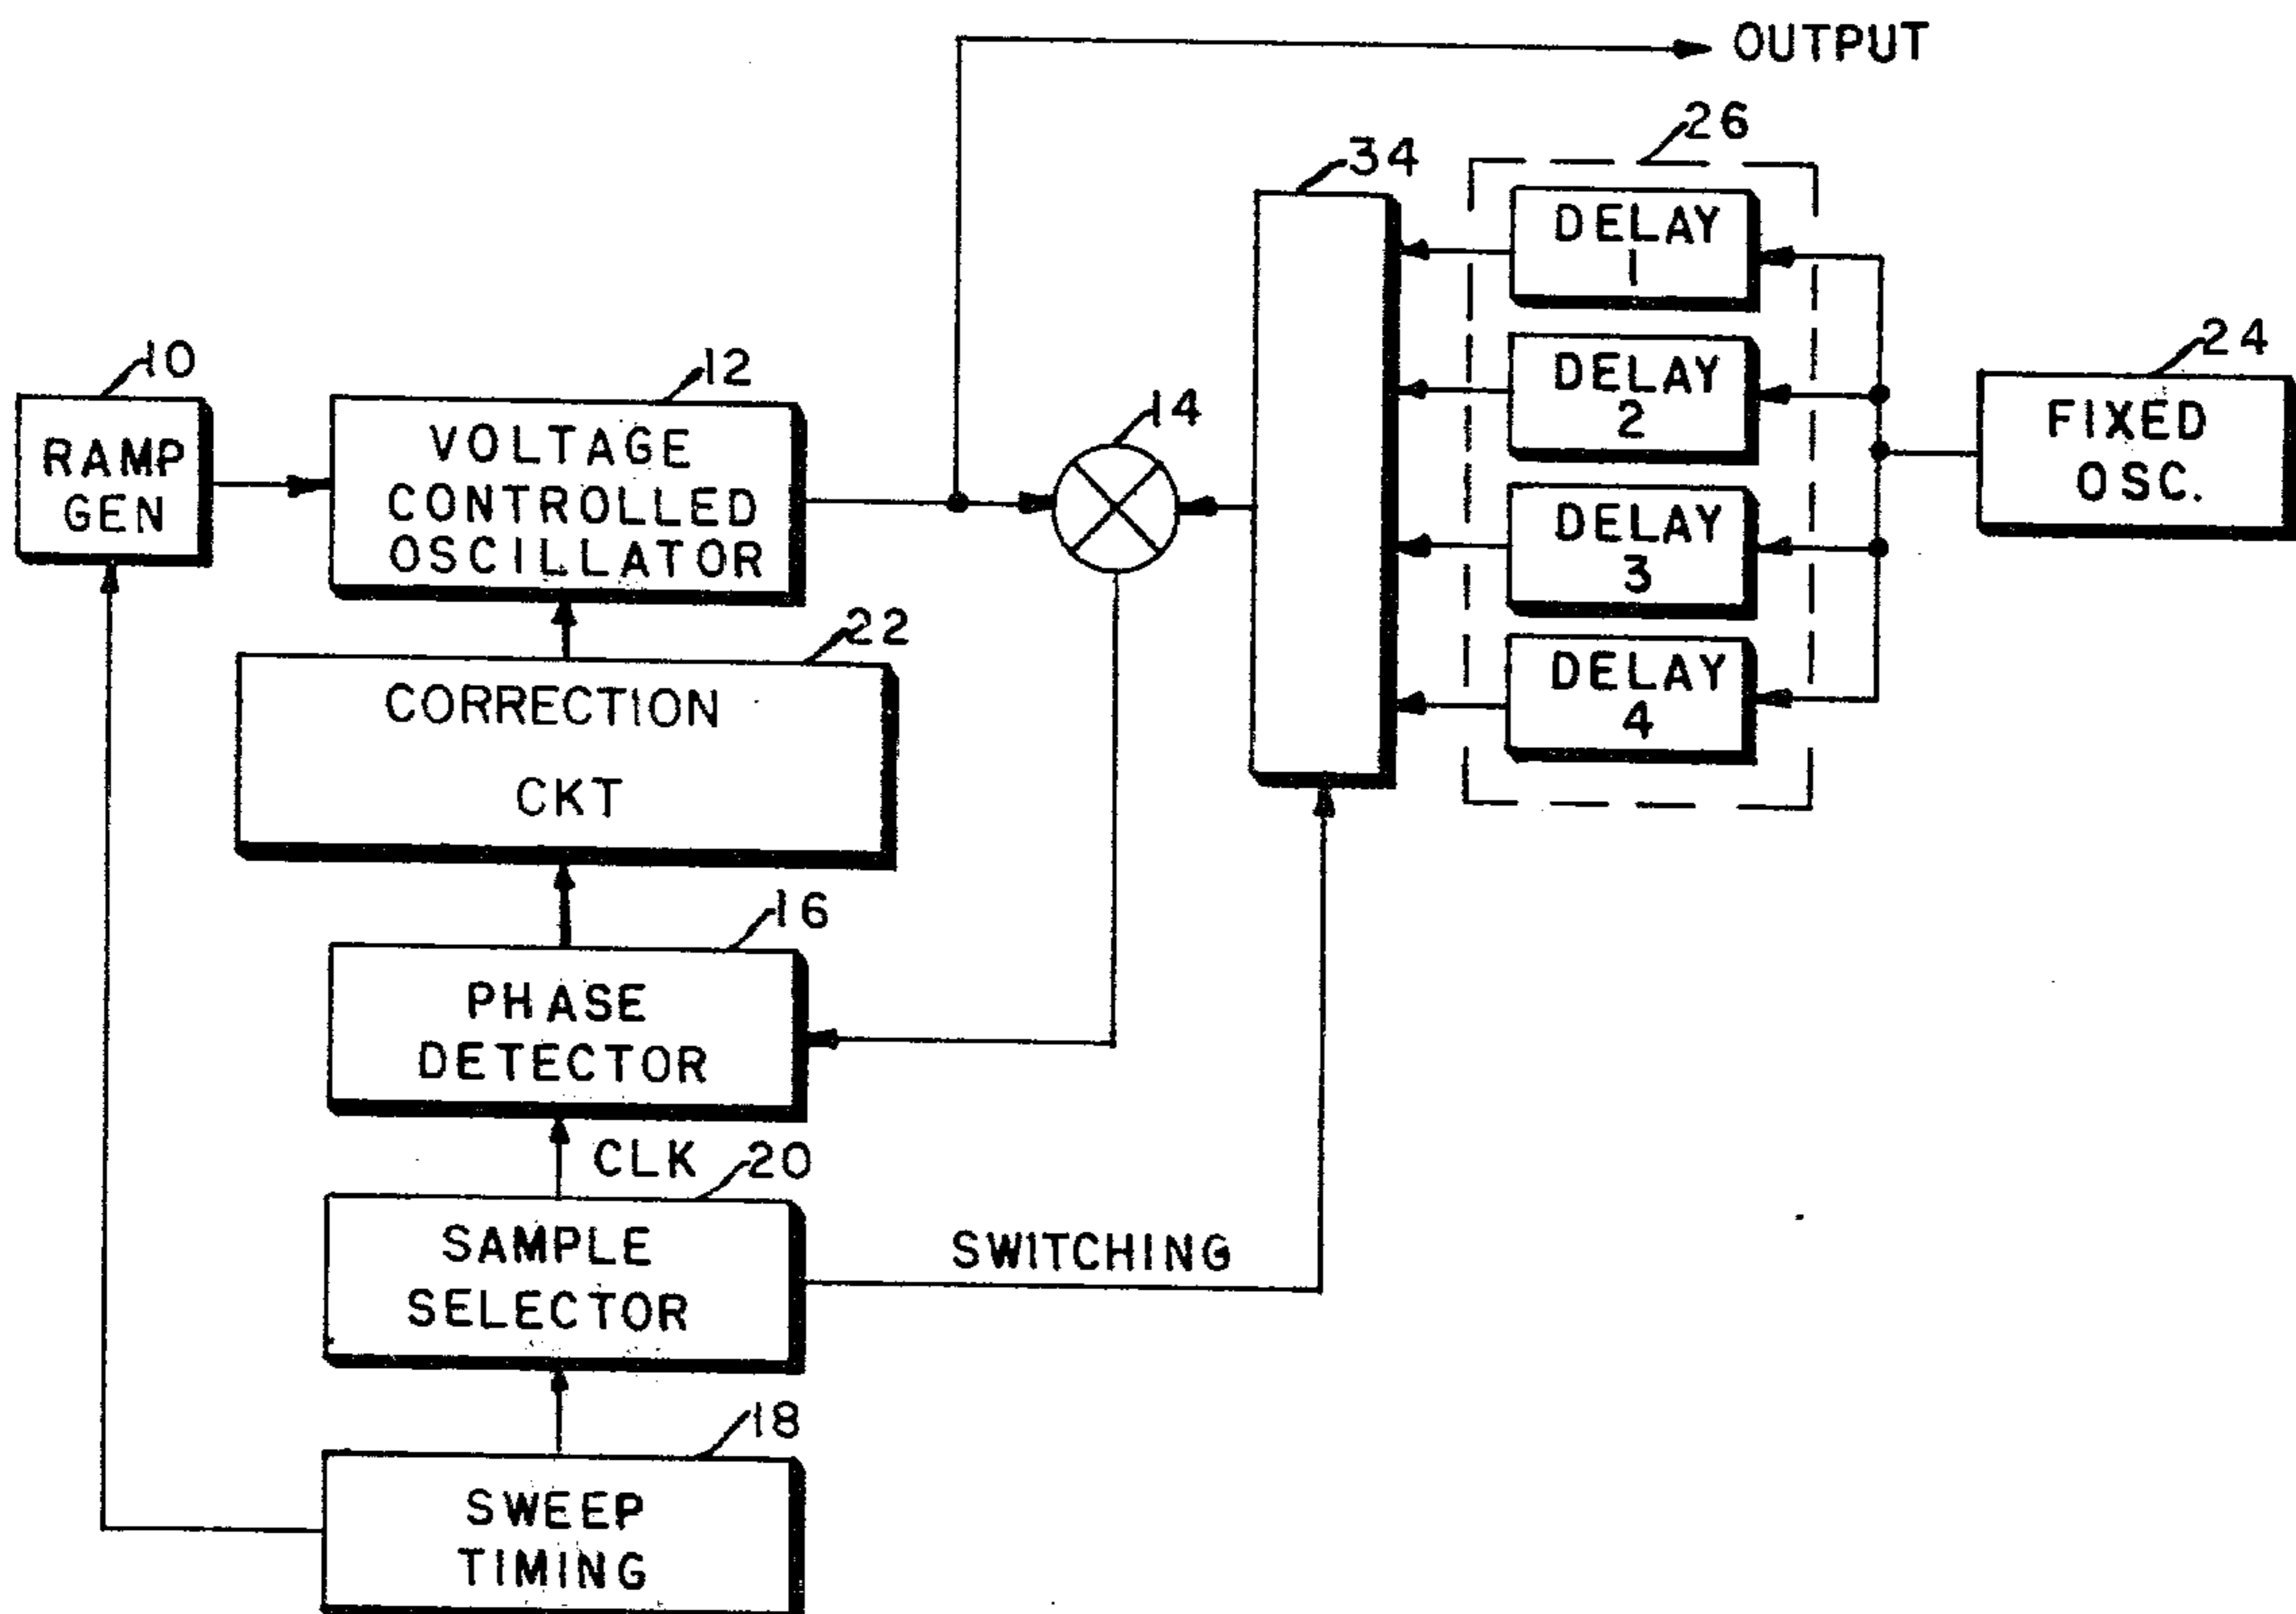 OUTPUT
26
34
DELAY
1
10
12
14
DELAY
2
24
RAMP
GEN
VOLTAGE
CONTROLLED
OSCILLATOR
FIXED
OSC.
DELAY
3
22
CORRECTION
CKT
DELAY
4
16
PHASE
DETECTOR
CLK
20
SAMPLE
SELECTOR
SWITCHING
18
SWEEP
TIMING